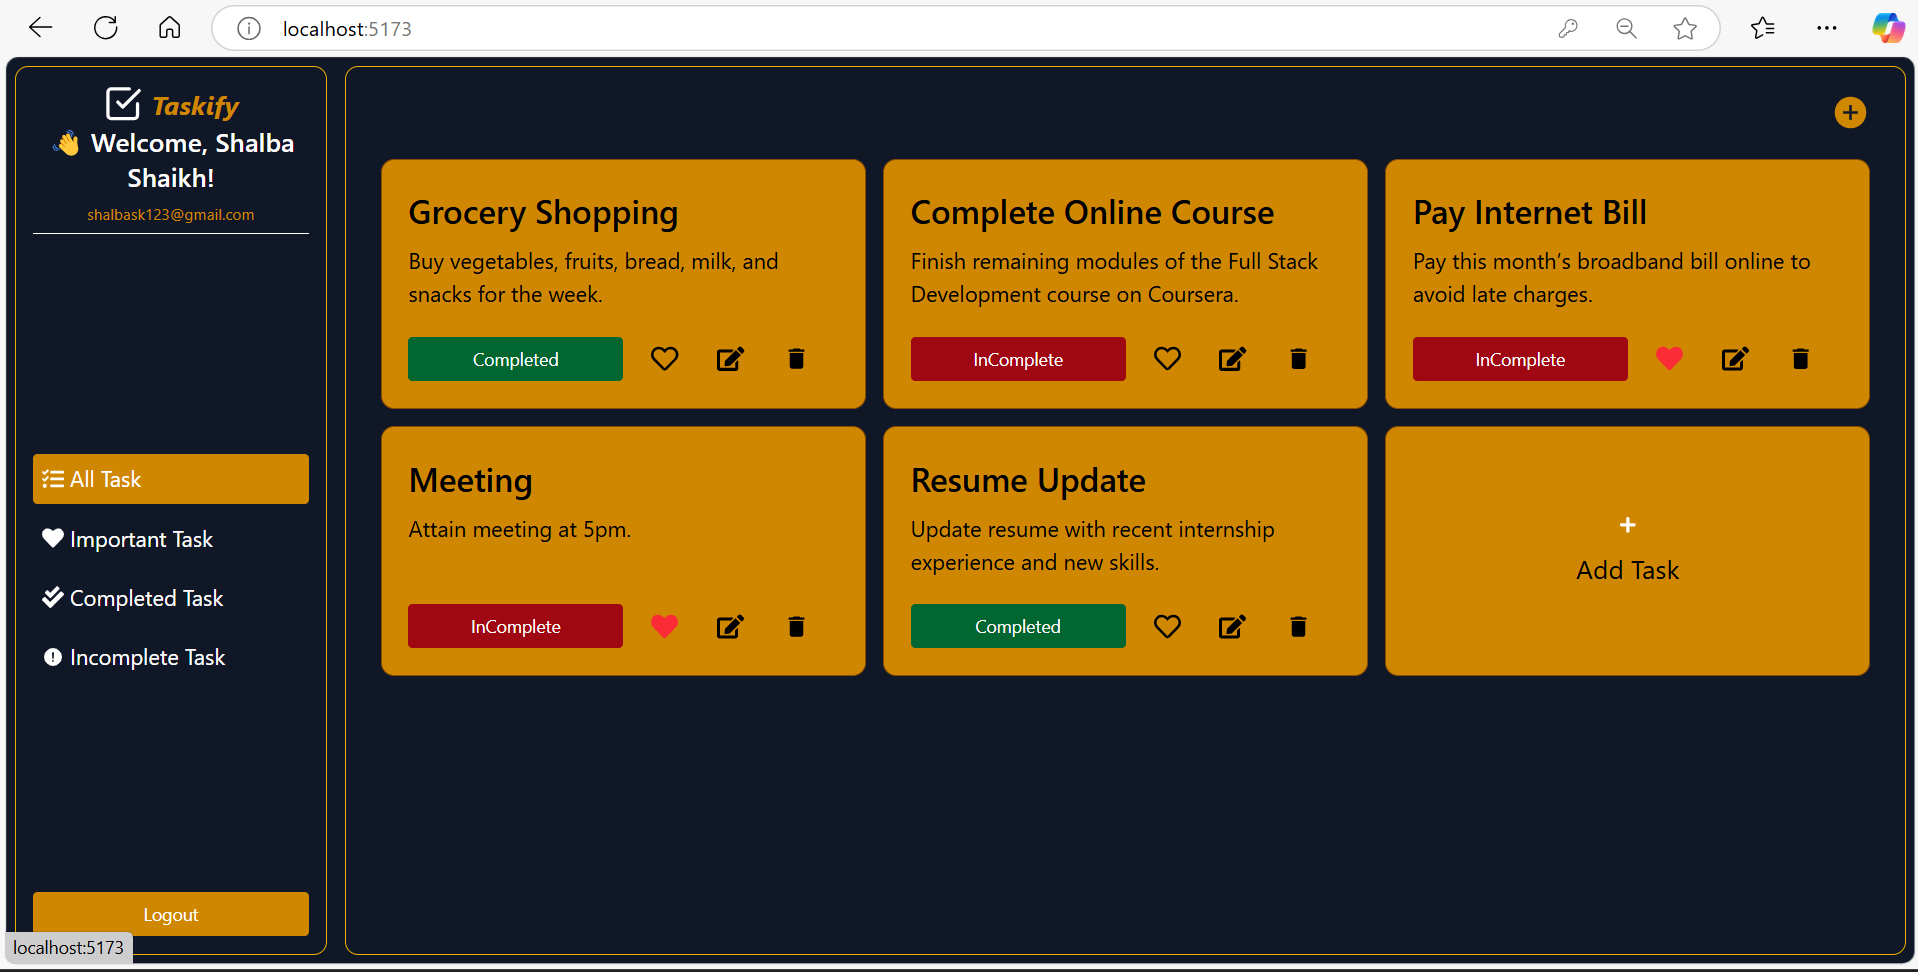 localhost:5173
Taskify
👋 Welcome, Shalba
Shaikh!
shalbask123@gmail.com
All Task
Important Task
Completed Task
Incomplete Task
Logout
localhost:5173
Grocery Shopping
Buy vegetables, fruits, bread, milk, and
snacks for the week.
Completed
Complete Online Course
Finish remaining modules of the Full Stack
Development course on Coursera.
InComplete
Pay Internet Bill
Pay this month’s broadband bill online to
avoid late charges.
InComplete
Meeting
Attain meeting at 5pm.
InComplete
Resume Update
Update resume with recent internship
experience and new skills.
Completed
+
Add Task